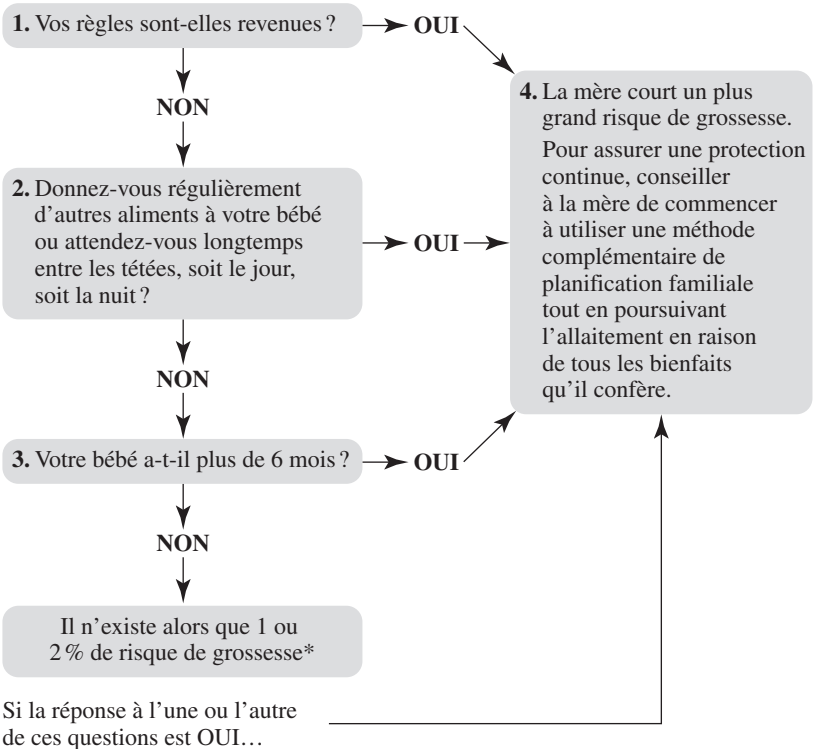 1. Vos règles sont-elles revenues ?
OUI
NON
2. Donnez-vous régulièrement
d'autres aliments à votre bébé
ou attendez-vous longtemps
entre les tétées, soit le jour,
soit la nuit ?
OUI
NON
3. Votre bébé a-t-il plus de 6 mois ?
OUI
NON
Il n'existe alors que 1 ou
2 % de risque de grossesse*
4. La mère court un plus
grand risque de grossesse.
Pour assurer une protection
continue, conseiller
à la mère de commencer
à utiliser une méthode
complémentaire de
planification familiale
tout en poursuivant
l'allaitement en raison
de tous les bienfaits
qu'il confère.
Si la réponse à l'une ou l'autre
de ces questions est OUI…